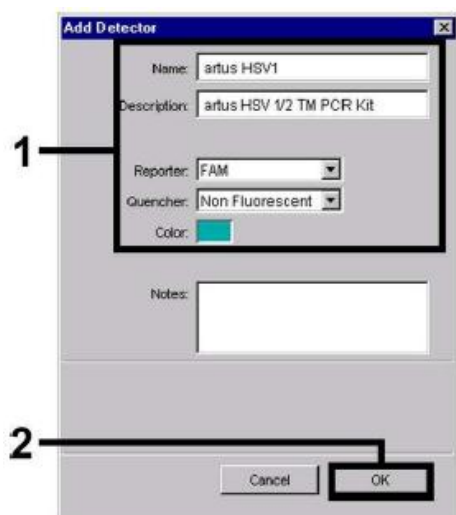 Add Detector
Name: artus HSV1
Description: artus HSV 1/2 TM PCR Kit
1
Reporter: FAM
Quencher: Non Fluorescent
Color:
Notes:
2
Cancel OK